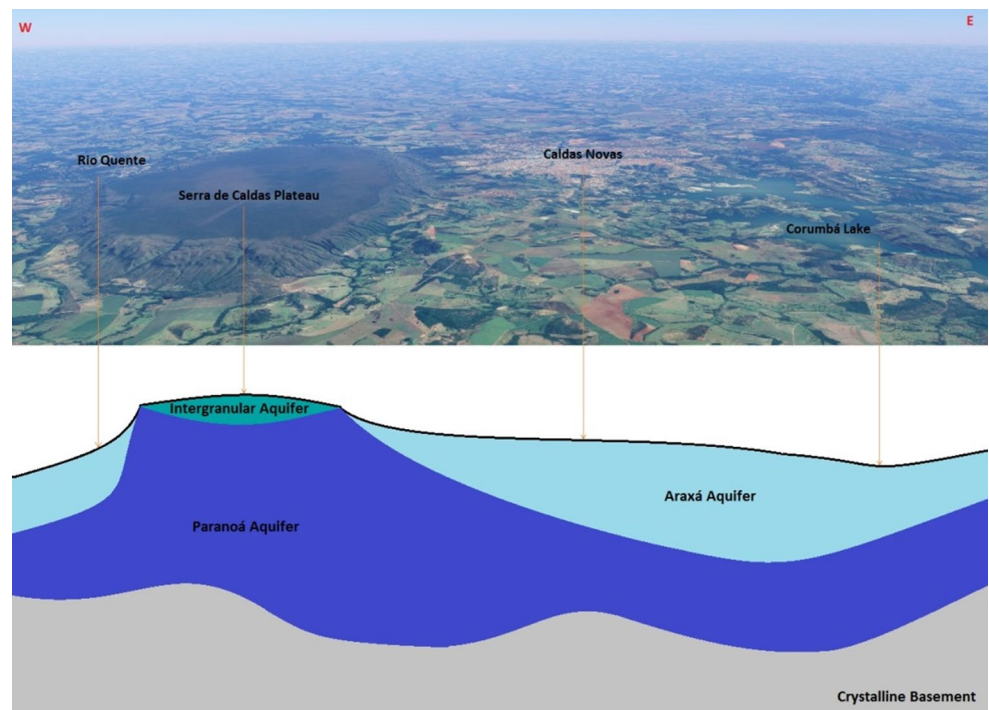 W
E
Rio Quente
Caldas Novas
Serra de Caldas Plateau
Corumbá Lake
Intergranular Aquifer
Araxá Aquifer
Paranoá Aquifer
Crystalline Basement